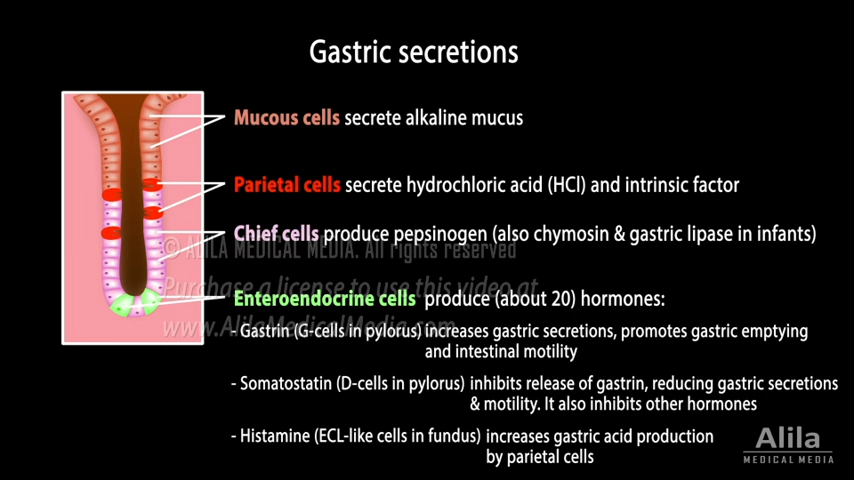 Gastric secretions
Mucous cells secrete alkaline mucus
Parietal cells secrete hydrochloric acid (HCl) and intrinsic factor
Chief cells produce pepsinogen (also chymosin & gastric lipase in infants)
© ALILA MEDICAL MEDIA. All rights reserved
Purchase a license to use this video at
Enteroendocrine cells produce (about 20) hormones:
www.AlilaMedicalMedia.com
- Gastrin (G-cells in pylorus) increases gastric secretions, promotes gastric emptying
and intestinal motility
- Somatostatin (D-cells in pylorus) inhibits release of gastrin, reducing gastric secretions
& motility. It also inhibits other hormones
- Histamine (ECL-like cells in fundus) increases gastric acid production
by parietal cells
Alila
MEDICAL MEDIA